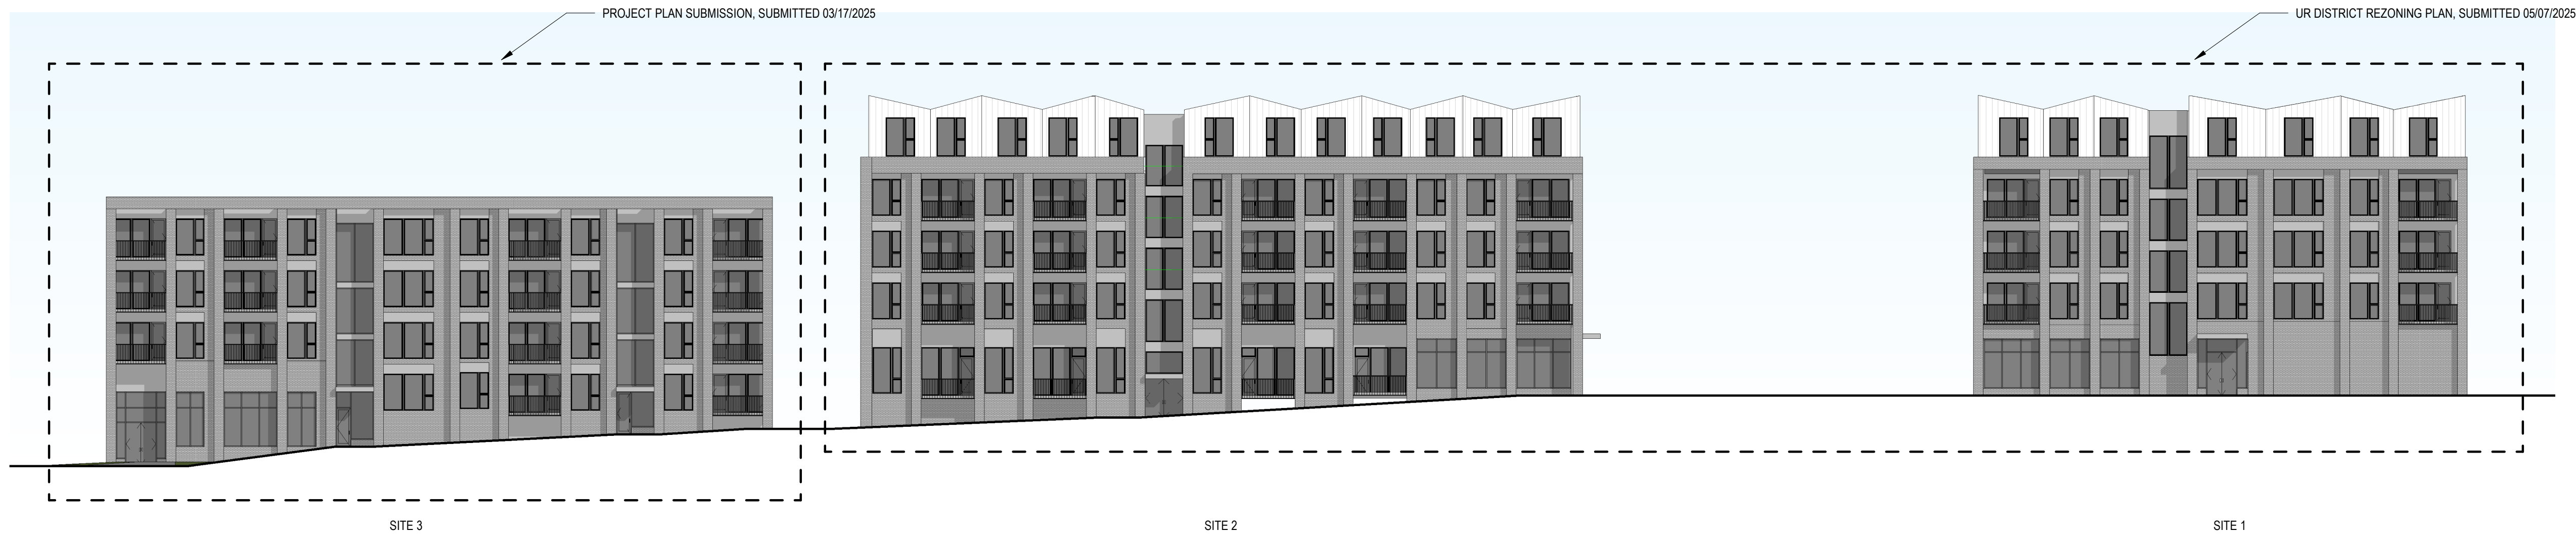 PROJECT PLAN SUBMISSION, SUBMITTED 03/17/2025
UR DISTRICT REZONING PLAN, SUBMITTED 05/07/2025
SITE 3
SITE 2
SITE 1